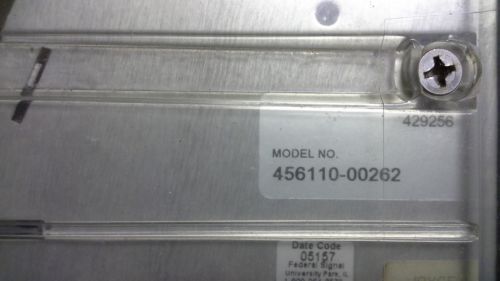 429256
MODEL NO.
456110-00262
Date Code
05157
Federal Signal
University Park, IL